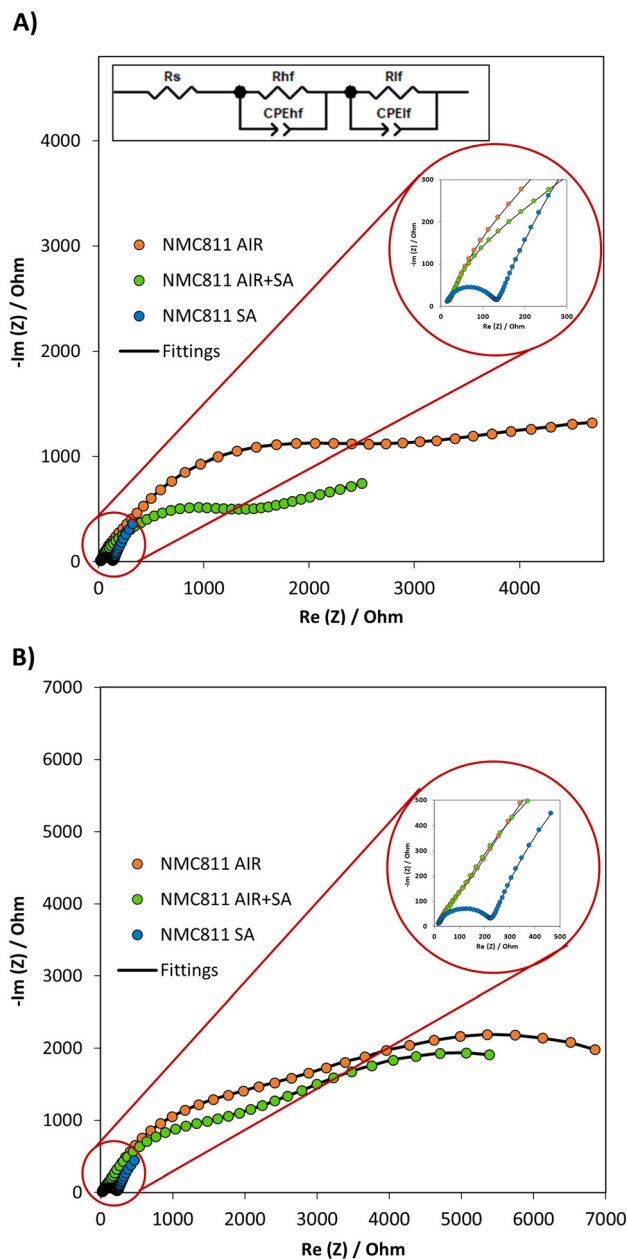 A)
Rs
Rhf
Rlf
CPEhf
CPElf
4000
3000
2000
1000
0
-Im (Z) / Ohm
NMC811 AIR
NMC811 AIR+SA
NMC811 SA
Fittings
300
200
100
0
-Im (Z) / Ohm
0 100 200 300
Re (Z) / Ohm
0 1000 2000 3000 4000
Re (Z) / Ohm
B)
7000
6000
5000
4000
3000
2000
1000
0
-Im (Z) / Ohm
NMC811 AIR
NMC811 AIR+SA
NMC811 SA
Fittings
500
400
300
200
100
0
-Im (Z) / Ohm
0 100 200 300 400 500
Re (Z) / Ohm
0 1000 2000 3000 4000 5000 6000 7000
Re (Z) / Ohm